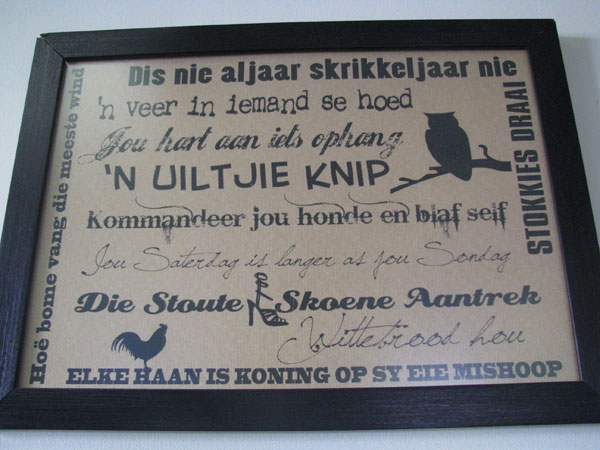 Dis nie aljaar skrikkeljaar nie
'n veer in iemand se hoed
Jou hart aan iets ophang
'N UILTJIE KNIP
Kommandeer jou honde en blaf self
Jou Saterdag is langer as jou Sondag
Die Stoute Skoene Aantrek
Wittebrood hou
ELKE HAAN IS KONING OP SY EIE MISHOOP
Hoë bome vang die meeste wind
STOKKIES DRAAI